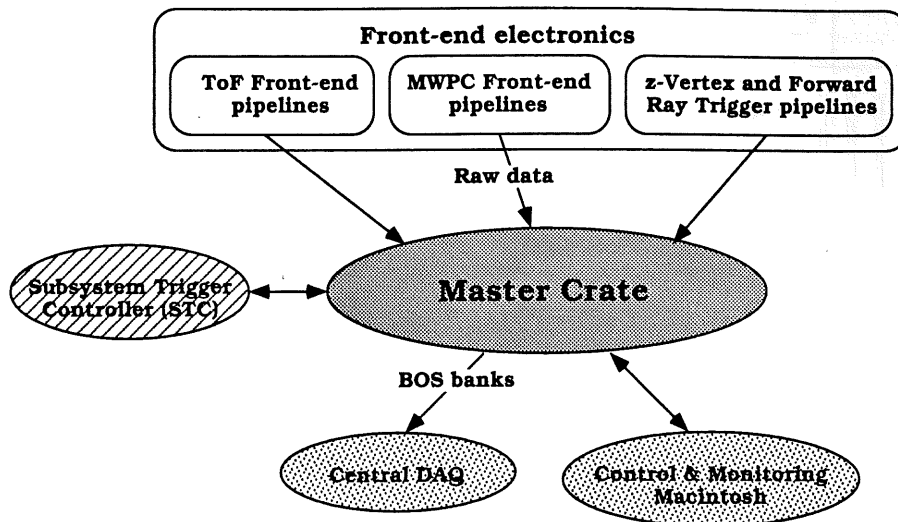 Front-end electronics
ToF Front-end
pipelines
MWPC Front-end
pipelines
z-Vertex and Forward
Ray Trigger pipelines
Raw data
Subsystem Trigger
Controller (STC)
Master Crate
BOS banks
Central DAQ
Control & Monitoring
Macintosh